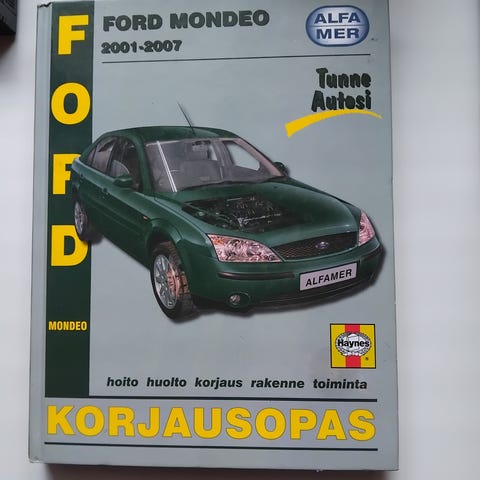 FORD
FORD MONDEO
2001-2007
ALFA
MER
Tunne
Autosi
ALFAMER
MONDEO
Haynes
hoito huolto korjaus rakenne toiminta
KORJAUSOPAS